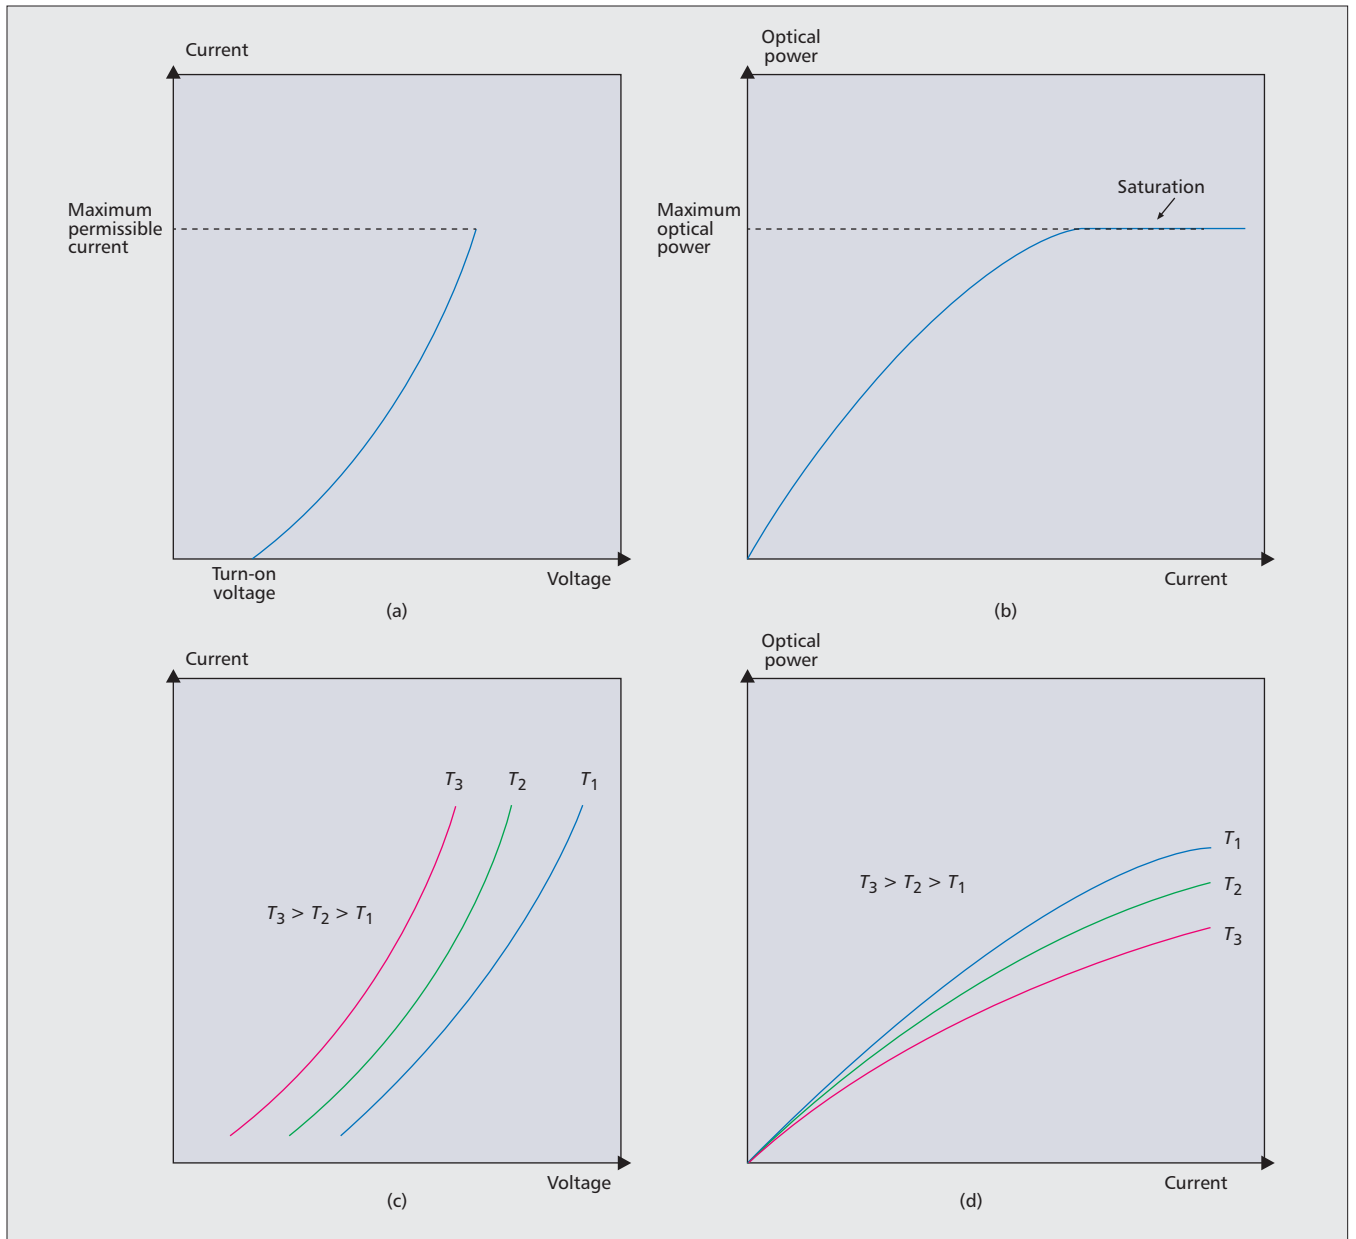 Current
Maximum
permissible
current
Turn-on
voltage
Voltage
(a)
Optical
power
Saturation
Maximum
optical
power
Current
(b)
Current
T3
T2
T1
T3 > T2 > T1
Voltage
(c)
Optical
power
T1
T3 > T2 > T1
T2
T3
Current
(d)